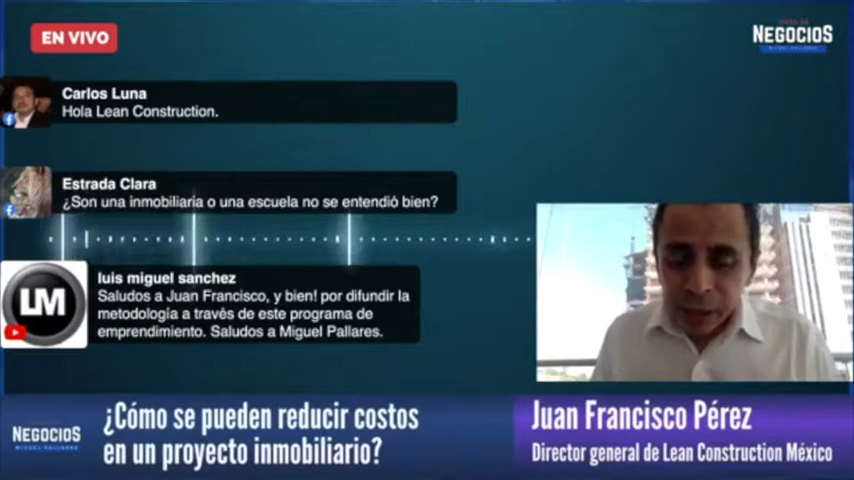 EN VIVO
NEGOCIOS
Carlos Luna
Hola Lean Construction.
Estrada Clara
¿Son una inmobiliaria o una escuela no se entendió bien?
luis miguel sanchez
Saludos a Juan Francisco, y bien! por difundir la
metodología a través de este programa de
emprendimiento. Saludos a Miguel Pallares.
LM
¿Cómo se pueden reducir costos
en un proyecto inmobiliario?
NEGOCIOS
MIGUEL PALLARES
Juan Francisco Pérez
Director general de Lean Construction México